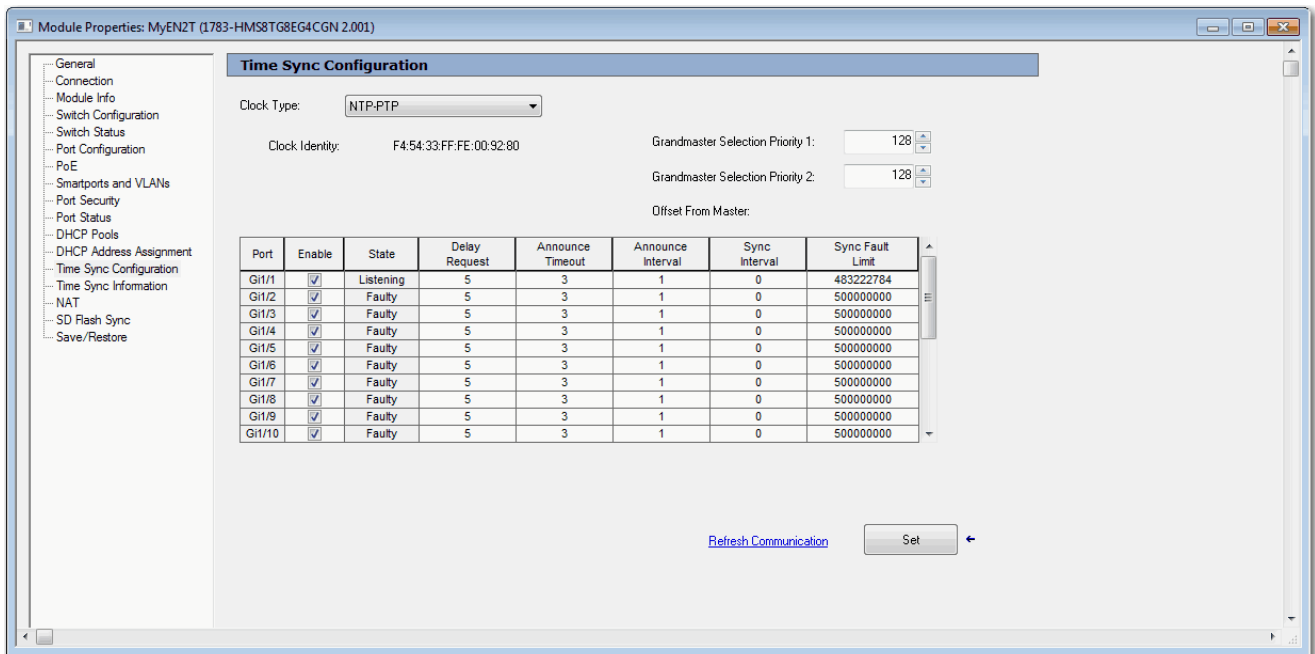 Module Properties: MyEN2T (1783-HMS8TG8EG4CGN 2.001)
General
Connection
Module Info
Switch Configuration
Switch Status
Port Configuration
PoE
Smartports and VLANs
Port Security
Port Status
DHCP Pools
DHCP Address Assignment
Time Sync Configuration
Time Sync Information
NAT
SD Flash Sync
Save/Restore
Time Sync Configuration
Clock Type: NTP-PTP
Clock Identity: F4:54:33:FF:FE:00:92:80
Grandmaster Selection Priority 1: 128
Grandmaster Selection Priority 2: 128
Offset From Master:
Port Enable State Delay Request Announce Timeout Announce Interval Sync Interval Sync Fault Limit
Gi1/1 Listening 5 3 1 0 483222784
Gi1/2 Faulty 5 3 1 0 500000000
Gi1/3 Faulty 5 3 1 0 500000000
Gi1/4 Faulty 5 3 1 0 500000000
Gi1/5 Faulty 5 3 1 0 500000000
Gi1/6 Faulty 5 3 1 0 500000000
Gi1/7 Faulty 5 3 1 0 500000000
Gi1/8 Faulty 5 3 1 0 500000000
Gi1/9 Faulty 5 3 1 0 500000000
Gi1/10 Faulty 5 3 1 0 500000000
Refresh Communication Set